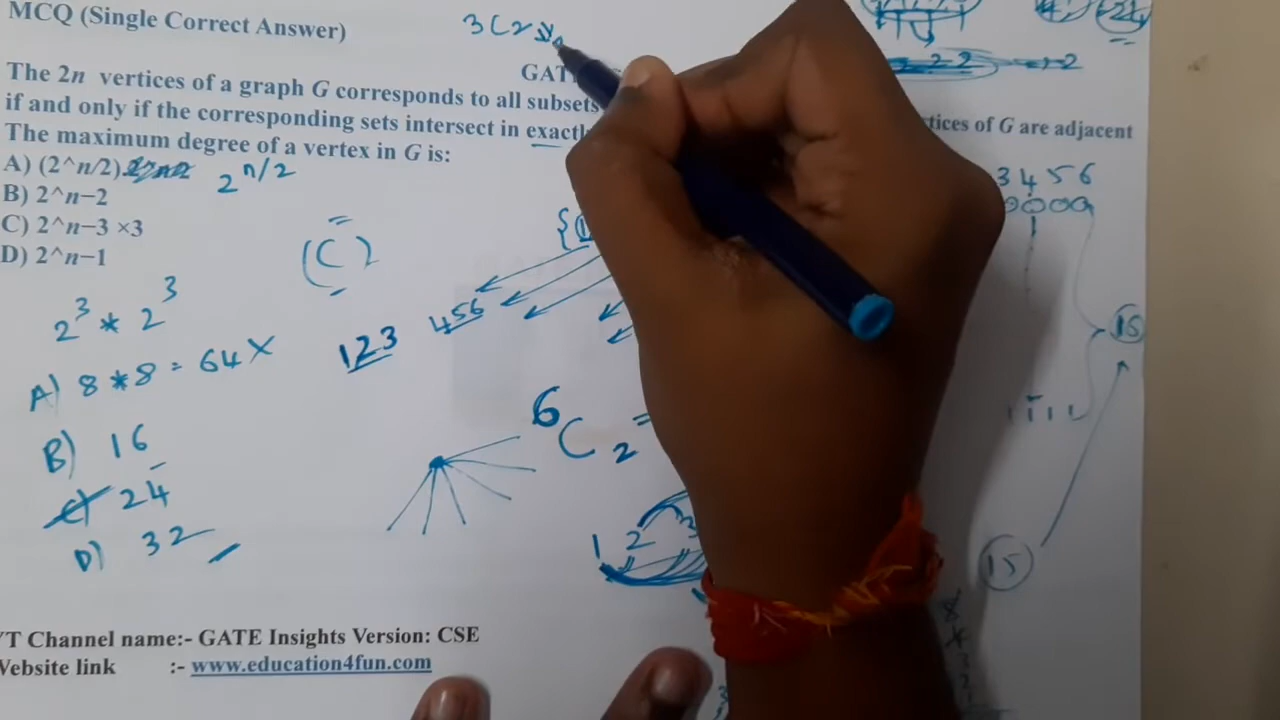 MCQ (Single Correct Answer)
3C2
GAT
The 2n vertices of a graph G corresponds to all subsets
if and only if the corresponding sets intersect in exactl
tices of G are adjacent
The maximum degree of a vertex in G is:
A) (2^n/2) 2^n/2
B) 2^n−2
C) 2^n−3 ×3
D) 2^n−1
(C)
3 4 5 6
2^3 * 2^3
A) 8 * 8 = 64 X
123 456
15
B) 16
6C2 =
C) 24
D) 32
1 2 3
15
YT Channel name:- GATE Insights Version: CSE
Website link :- www.education4fun.com